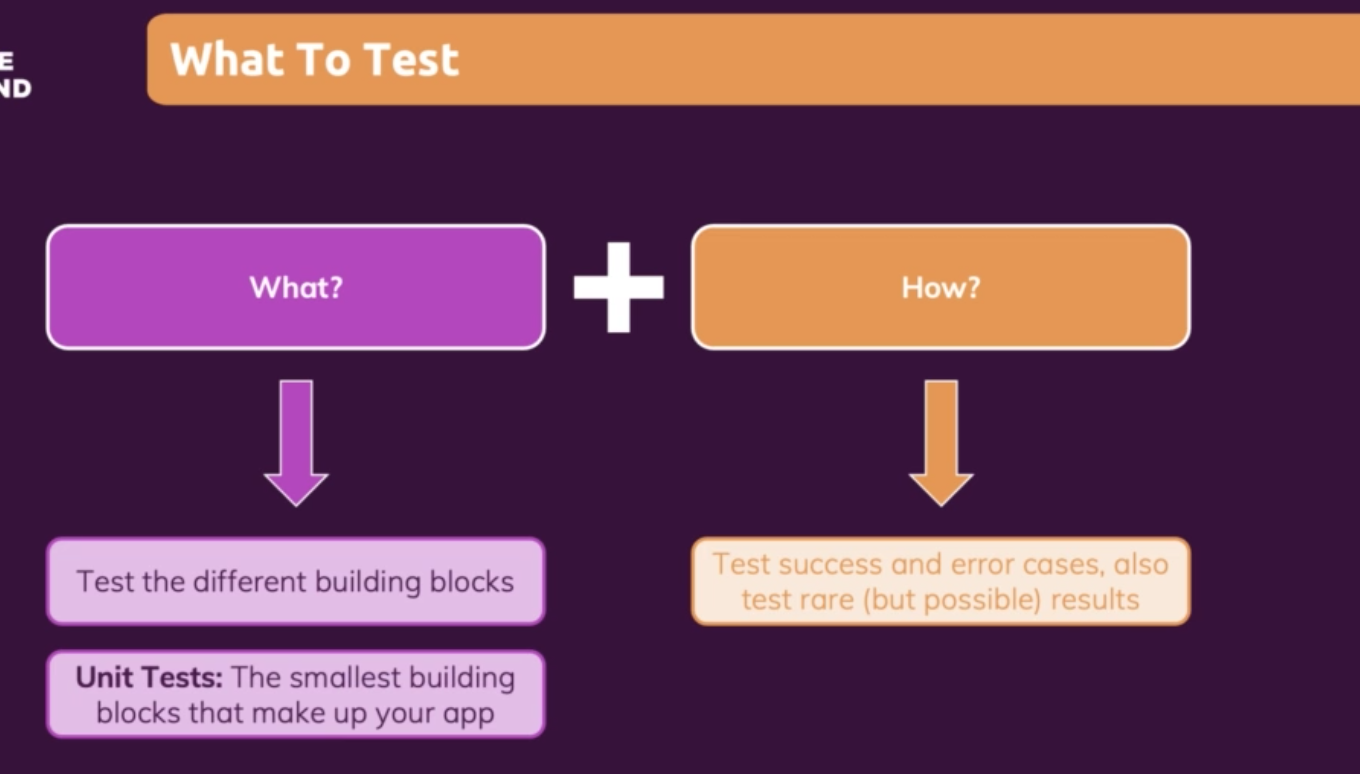 What To Test
What?
How?
Test the different building blocks
Test success and error cases, also
test rare (but possible) results
Unit Tests: The smallest building
blocks that make up your app